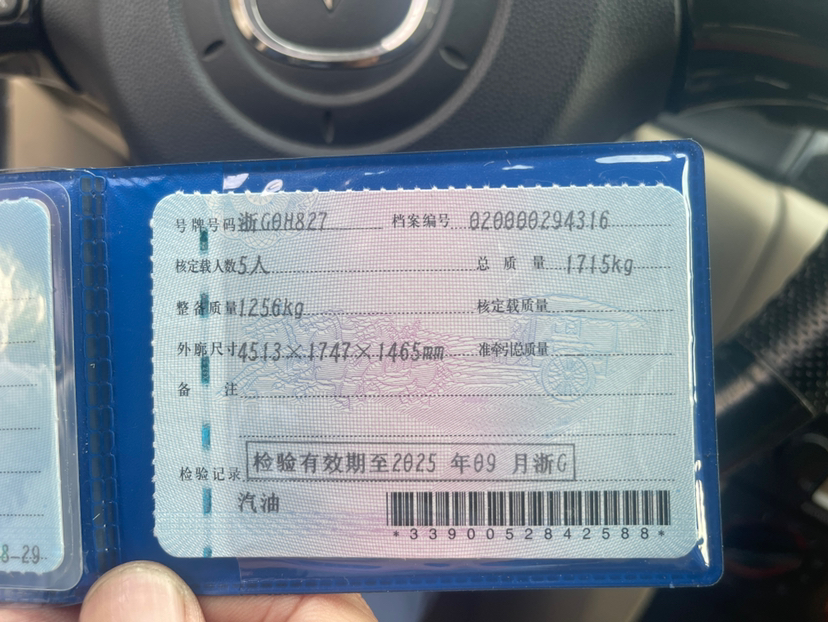 号牌号码 浙G0H827 档案编号 020000294316
核定载人数 5人 总质量 1715kg
整备质量 1256kg 核定载质量 --
外廓尺寸 4513×1747×1465mm 准牵引总质量 --
备注
检验记录 检验有效期至2025年09月浙G
汽油
*3390052842588*
8-29